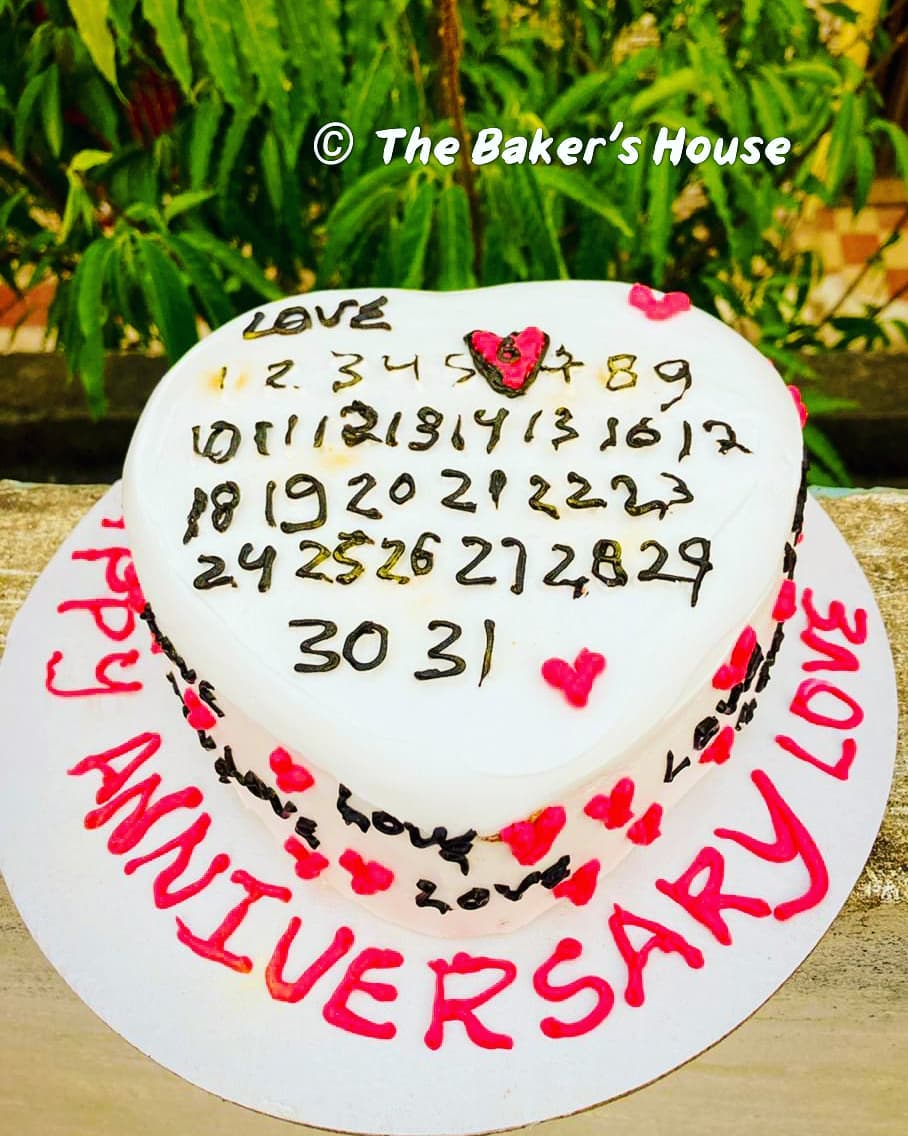 © The Baker's House
LOVE
1 2 3 4 5 6 7 8 9
10 11 12 13 14 13 16 17
18 19 20 21 22 23
24 25 26 27 28 29
30 31
Love
Love
PPY ANNIVERSARY LOVE